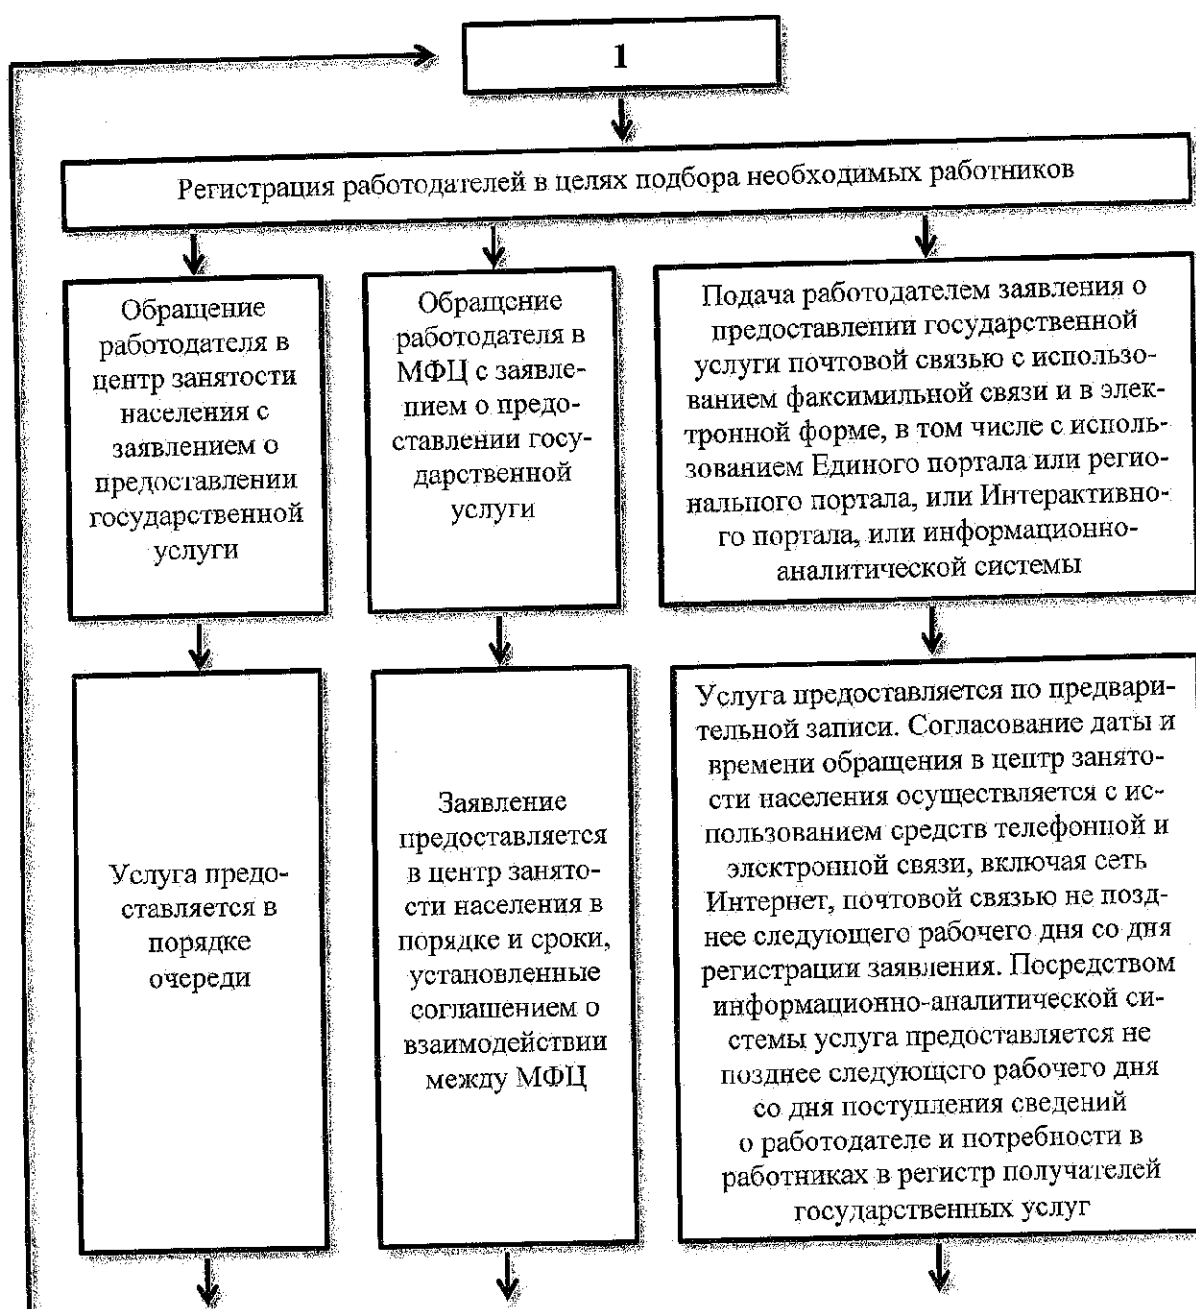 1
Регистрация работодателей в целях подбора необходимых работников
Обращение
работодателя в
центр занятости
населения с
заявлением о
предоставлении
государственной
услуги
Обращение
работодателя в
МФЦ с заявле-
нием о предо-
ставлении госу-
дарственной
услуги
Подача работодателем заявления о
предоставлении государственной
услуги почтовой связью с использо-
ванием факсимильной связи и в элек-
тронной форме, в том числе с исполь-
зованием Единого портала или регио-
нального портала, или Интерактивно-
го портала, или информационно-
аналитической системы
Услуга предо-
ставляется в
порядке
очереди
Заявление
предоставляется
в центр занято-
сти населения в
порядке и сроки,
установленные
соглашением о
взаимодействии
между МФЦ
Услуга предоставляется по предвари-
тельной записи. Согласование даты и
времени обращения в центр занято-
сти населения осуществляется с ис-
пользованием средств телефонной и
электронной связи, включая сеть
Интернет, почтовой связью не позд-
нее следующего рабочего дня со дня
регистрации заявления. Посредством
информационно-аналитической си-
стемы услуга предоставляется не
позднее следующего рабочего дня
со дня поступления сведений
о работодателе и потребности в
работниках в регистр получателей
государственных услуг